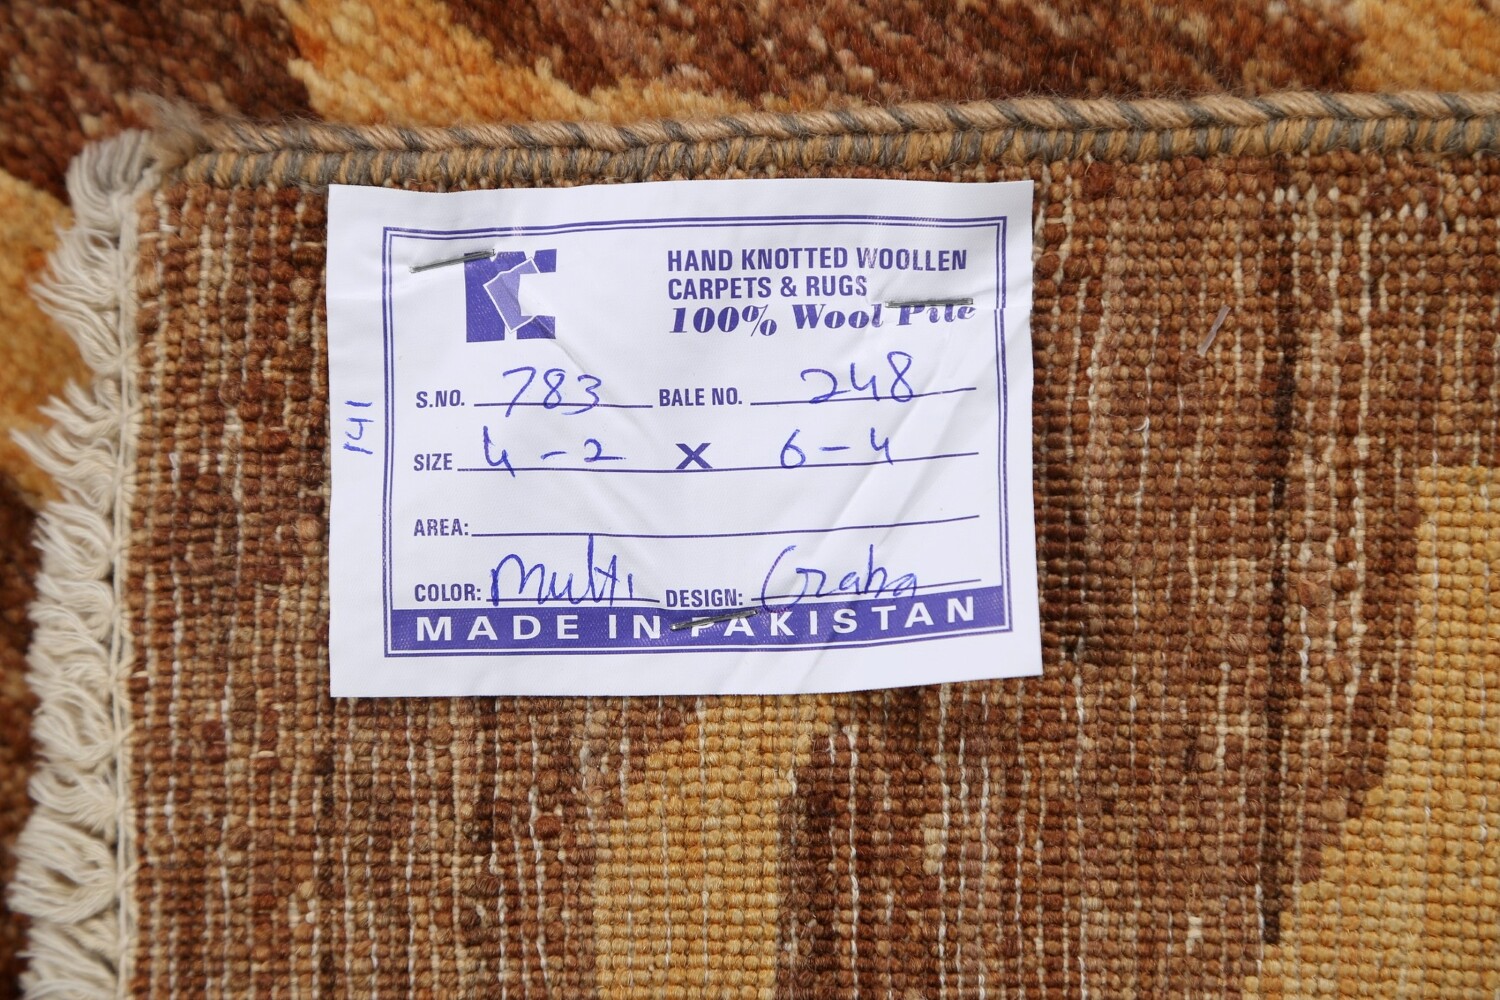 HAND KNOTTED WOOLLEN
CARPETS & RUGS
100% Wool Pile
S.NO. 783 BALE NO. 248
SIZE 4-2 X 6-4
AREA:
COLOR: Multi DESIGN:
MADE IN PAKISTAN
141